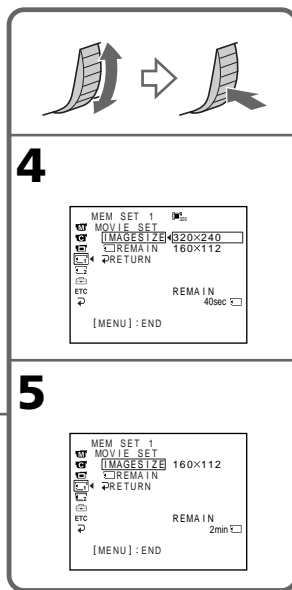 4
MEM SET 1 320
MOVIE SET
IMAGESIZE 320×240
REMAIN 160×112
RETURN
ETC
REMAIN
40sec
[MENU] : END
5
MEM SET 1
MOVIE SET
IMAGESIZE 160×112
REMAIN
RETURN
ETC
REMAIN
2min
[MENU] : END